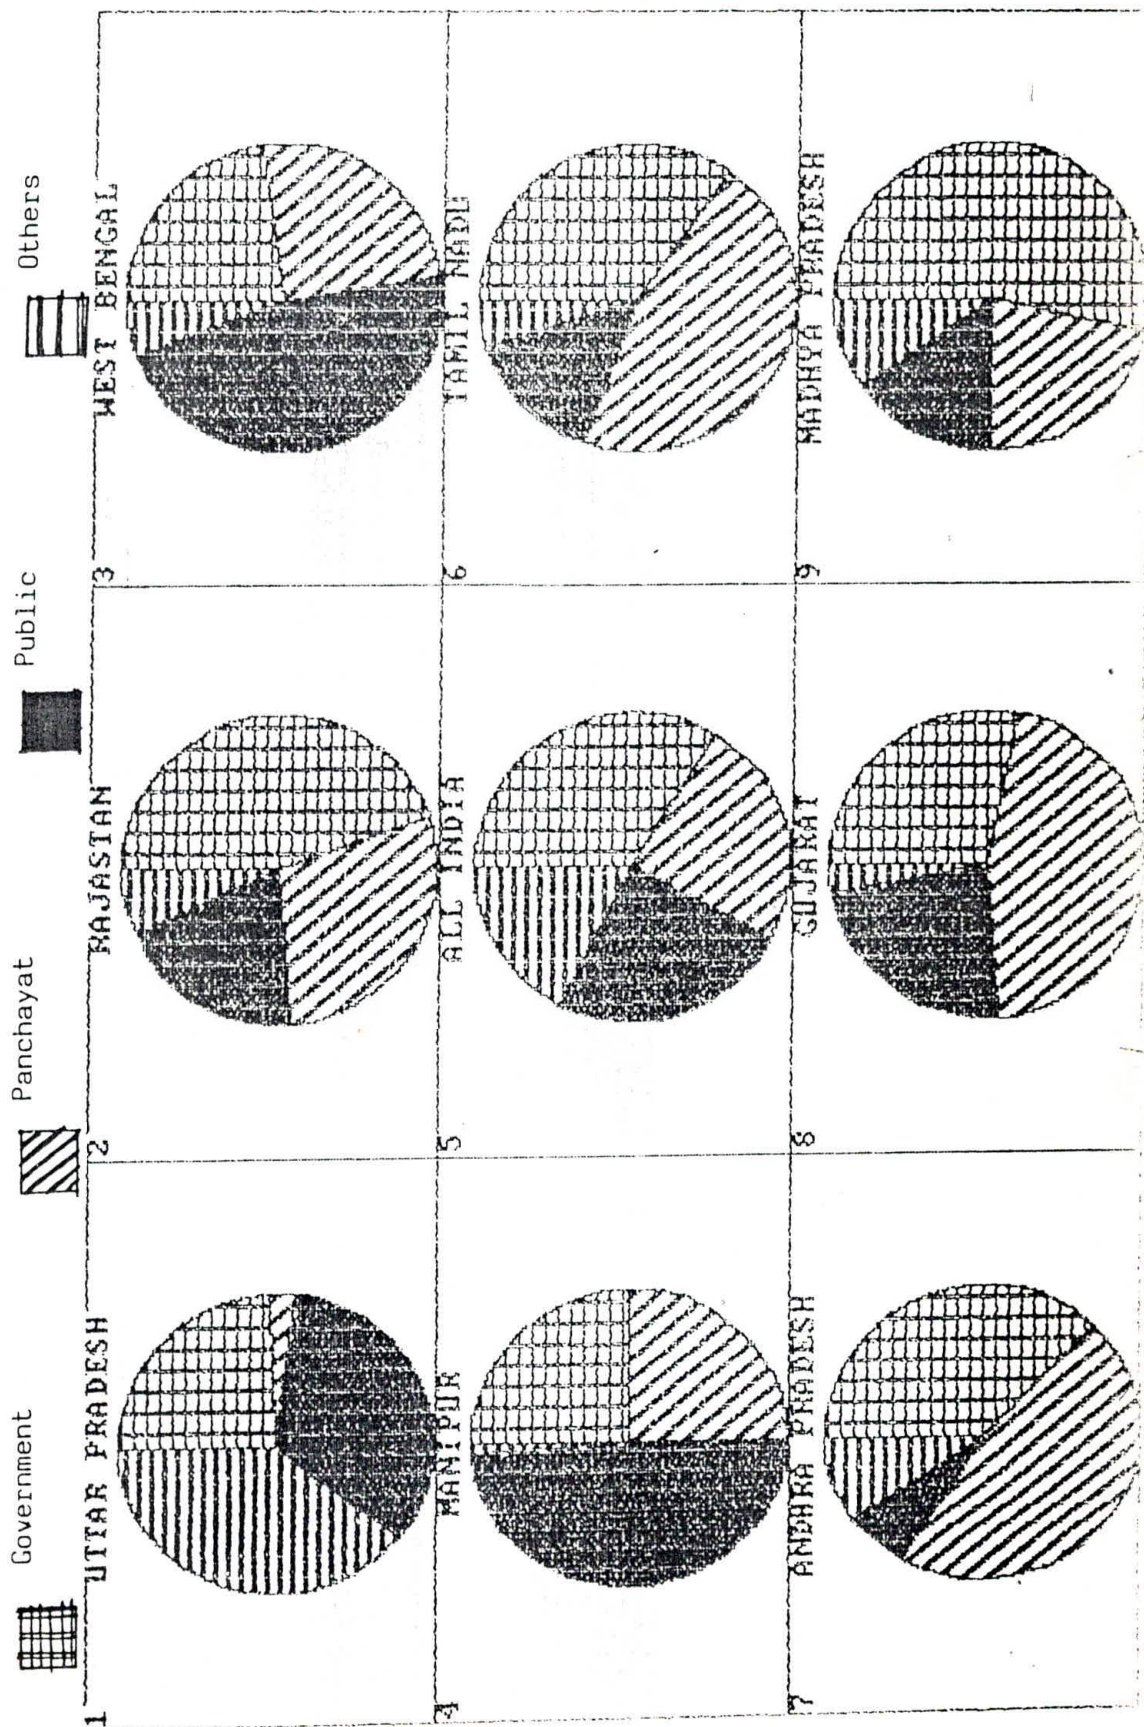 Government Panchayat Public Others
1 UTTAR PRADESH 2 RAJASTAN 3 WEST BENGAL
4 MANIPUR 5 ALL INDIA 6 TAMIL NADU
7 ANDHRA PRADESH 8 GUJARAT 9 MADHYA PRADESH